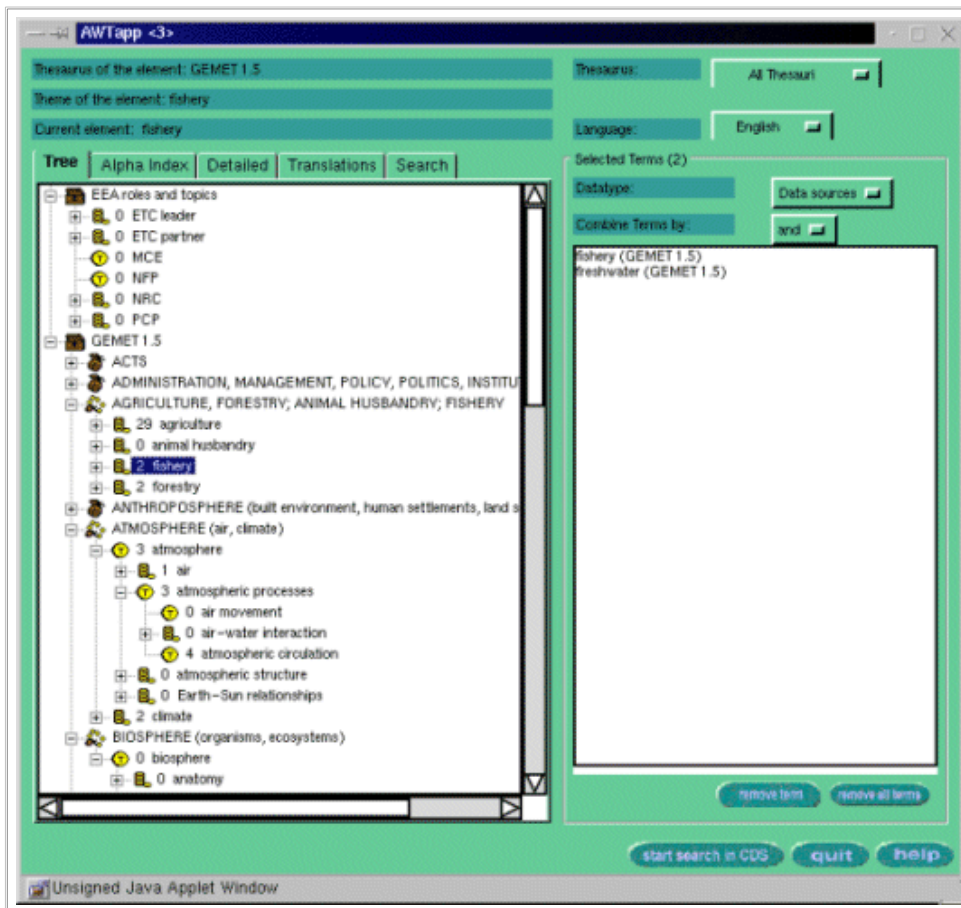 AWTapp <3>
Thesaurus of the element: GEMET 1.5
Theme of the element: fishery
Current element: fishery
Thesaurus: All Thesauri
Language: English
Tree Alpha Index Detailed Translations Search
EEA roles and topics
0 ETC leader
0 ETC partner
0 MCE
0 NFP
0 NRC
0 PCP
GEMET 1.5
ACTS
ADMINISTRATION, MANAGEMENT, POLICY, POLITICS, INSTITU
AGRICULTURE, FORESTRY; ANIMAL HUSBANDRY; FISHERY
29 agriculture
0 animal husbandry
2 fishery
2 forestry
ANTHROPOSPHERE (built environment, human settlements, land s
ATMOSPHERE (air, climate)
3 atmosphere
1 air
3 atmospheric processes
0 air movement
0 air-water interaction
4 atmospheric circulation
0 atmospheric structure
0 Earth-Sun relationships
2 climate
BIOSPHERE (organisms, ecosystems)
0 biosphere
0 anatomy
Selected Terms (2)
Datatype: Data sources
Combine Terms by: and
fishery (GEMET 1.5)
freshwater (GEMET 1.5)
remove term remove all terms
start search in CDS quit help
Unsigned Java Applet Window